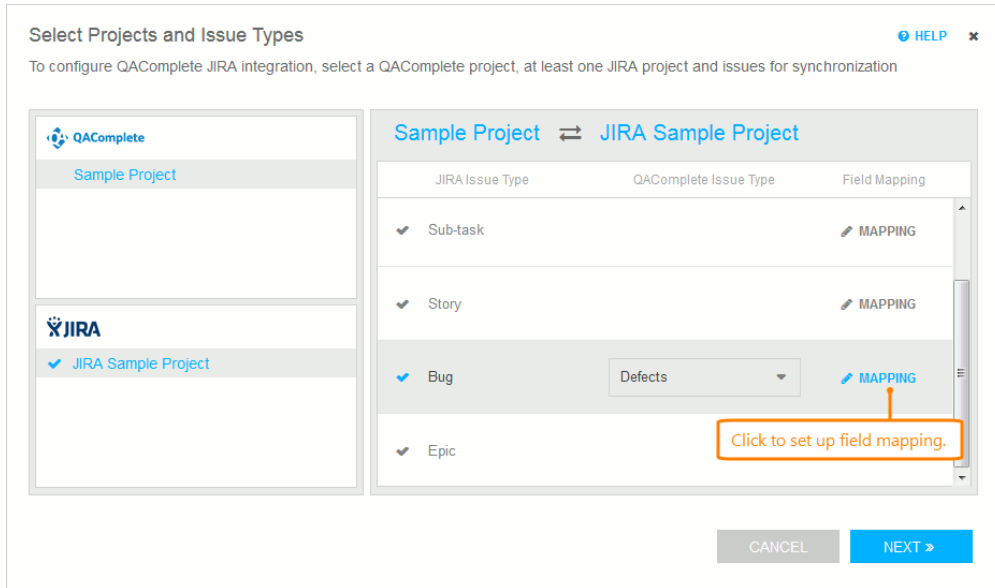 Select Projects and Issue Types
HELP
To configure QAComplete JIRA integration, select a QAComplete project, at least one JIRA project and issues for synchronization
QAComplete
Sample Project
JIRA
JIRA Sample Project
Sample Project JIRA Sample Project
JIRA Issue Type QAComplete Issue Type Field Mapping
Sub-task MAPPING
Story MAPPING
Bug Defects MAPPING
Click to set up field mapping.
Epic
CANCEL NEXT »